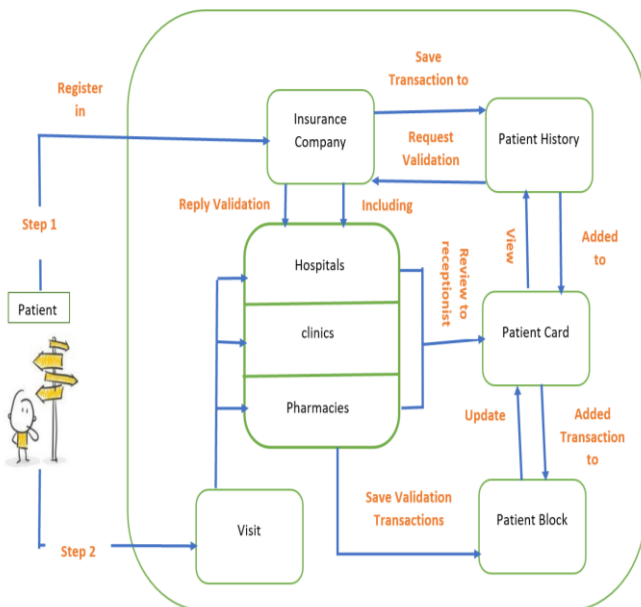 Save
Transaction to
Register
in
Insurance
Company
Request
Validation
Patient History
Reply Validation
Including
Step 1
Hospitals
Review to
receptionist
View
Added
to
Patient
clinics
Patient Card
Pharmacies
Update
Added
Transaction
to
Save Validation
Transactions
Visit
Patient Block
Step 2